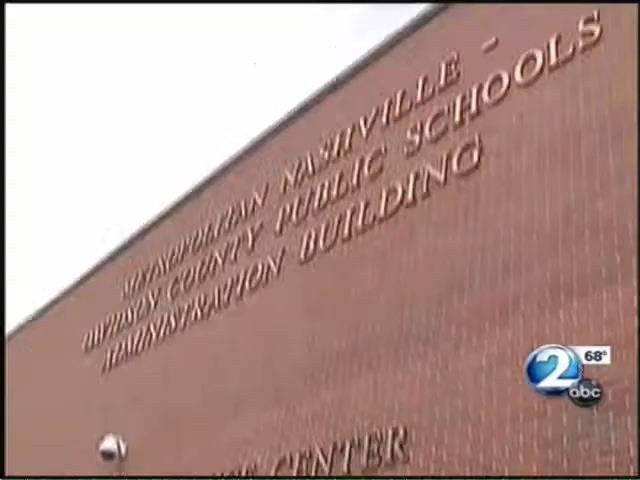 METROPOLITAN NASHVILLE -
DAVIDSON COUNTY PUBLIC SCHOOLS
ADMINISTRATION BUILDING
CENTER
2 68°
abc